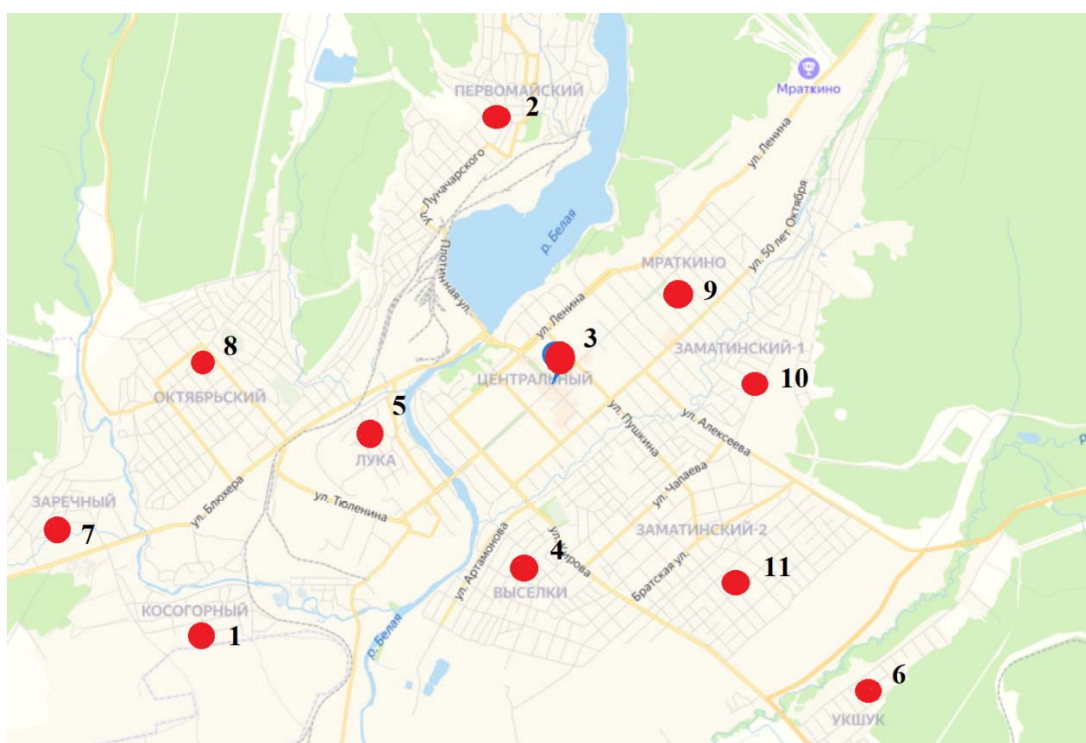 ПЕРВОМАЙСКИЙ
2
Мраткино
ул. Ленина
ул. Луначарского
ул. 50 лет Октября
Плотинная ул.
р. Белая
МРАТКИНО
9
ул. Ленина
3
ЗАМАТИНСКИЙ-1
8
ЦЕНТРАЛЬНЫЙ
10
ОКТЯБРЬСКИЙ
5
ул. Пушкина
ул. Алексеева
ЛУКА
ул. Чапаева
ЗАРЕЧНЫЙ
7
ул. Блюхера
ул. Тюленина
ЗАМАТИНСКИЙ-2
ул. Артамонова
4
ул. Кирова
Братская ул.
11
ВЫСЕЛКИ
КОСОГОРНЫЙ
1
р. Белая
6
УКШУК